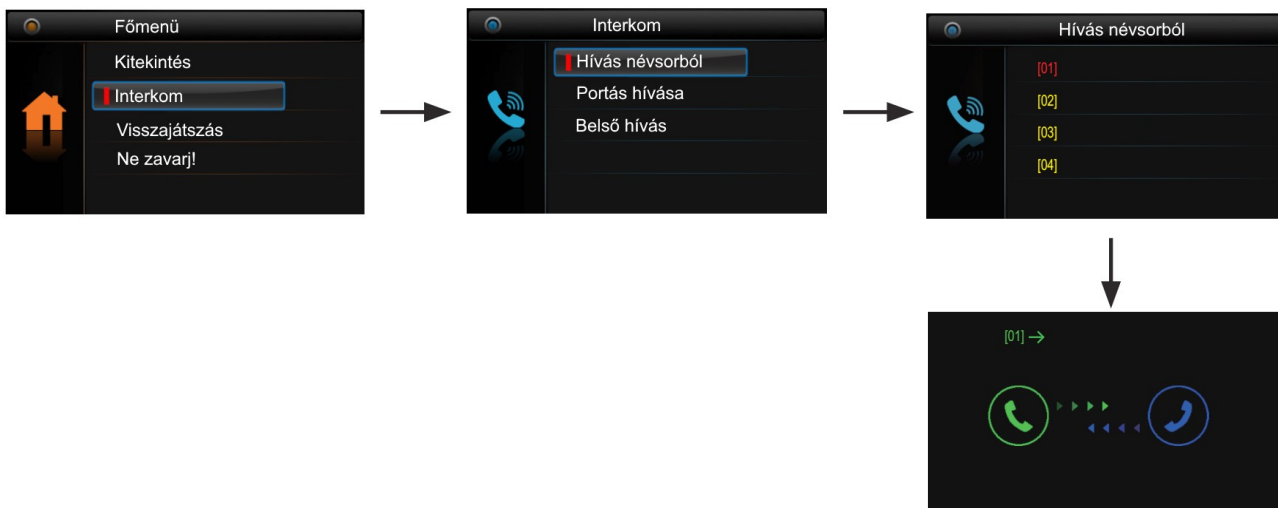 Főmenü
Kitekintés
Interkom
Visszajátszás
Ne zavarj!
Interkom
Hívás névsorból
Portás hívása
Belső hívás
Hívás névsorból
[01]
[02]
[03]
[04]
[01] →